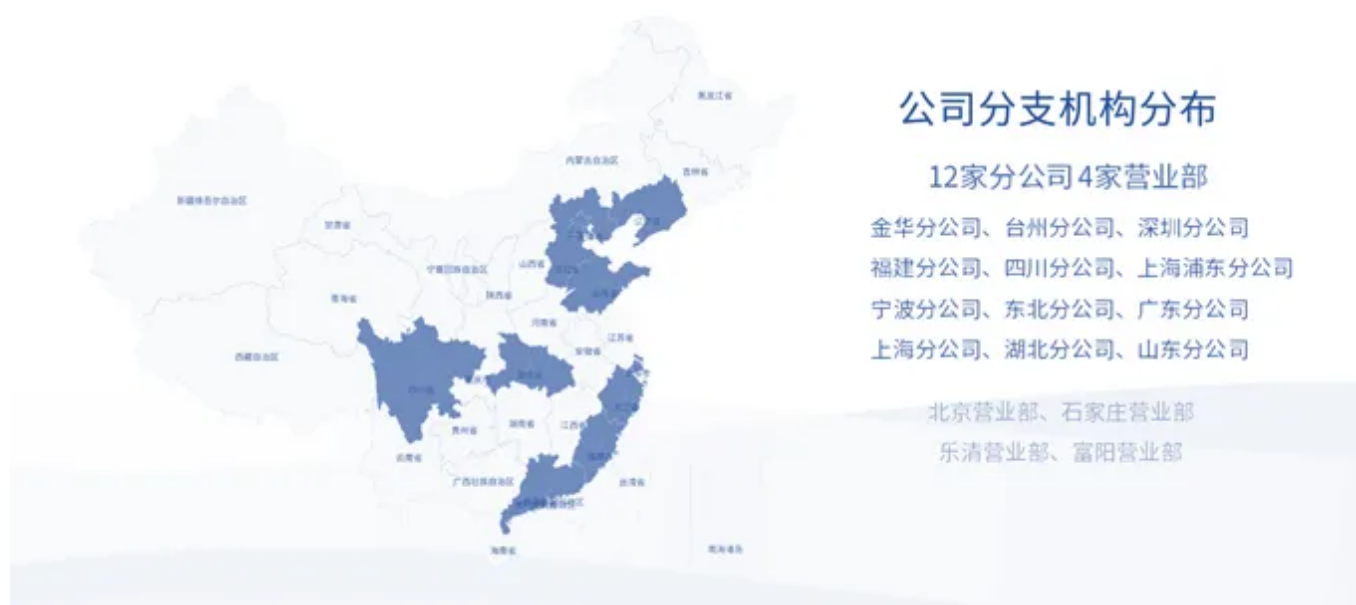 公司分支机构分布
12家分公司4家营业部
金华分公司、台州分公司、深圳分公司
福建分公司、四川分公司、上海浦东分公司
宁波分公司、东北分公司、广东分公司
上海分公司、湖北分公司、山东分公司
北京营业部、石家庄营业部
乐清营业部、富阳营业部
黑龙江省
内蒙古自治区
吉林省
新疆维吾尔自治区
甘肃省
山西省
宁夏回族自治区
青海省
陕西省
河南省
江苏省
安徽省
西藏自治区
四川省
湖北省
贵州省
湖南省
江西省
云南省
广西壮族自治区
台湾省
海南省
南海诸岛